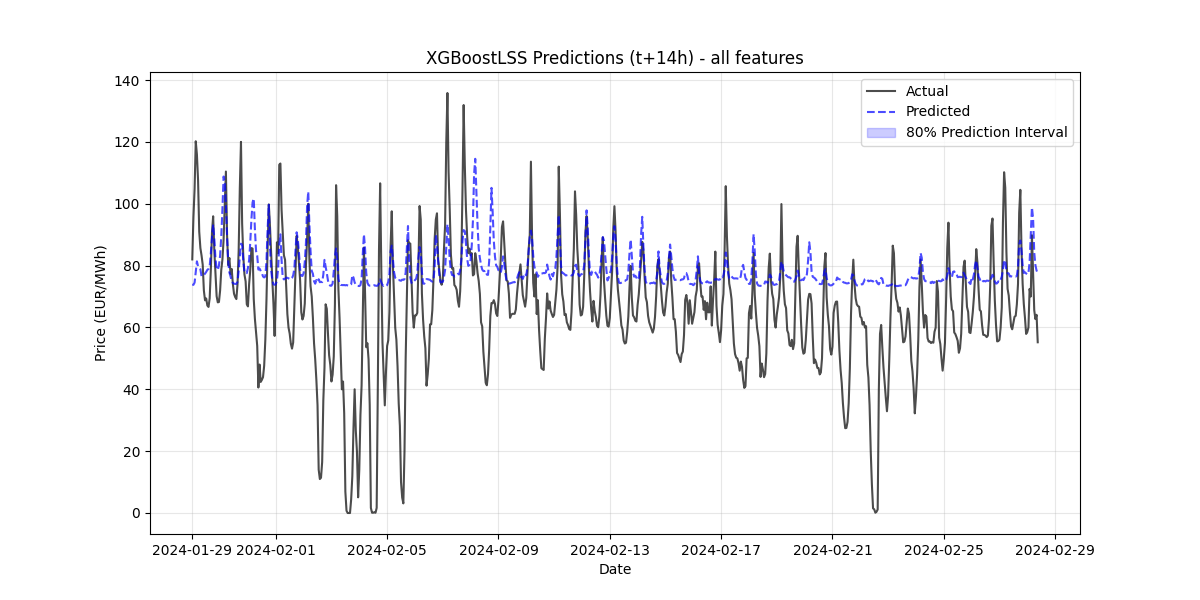 XGBoostLSS Predictions (t+14h) - all features
Actual
Predicted
80% Prediction Interval
Price (EUR/MWh)
140
120
100
80
60
40
20
0
2024-01-29 2024-02-01 2024-02-05 2024-02-09 2024-02-13 2024-02-17 2024-02-21 2024-02-25 2024-02-29
Date